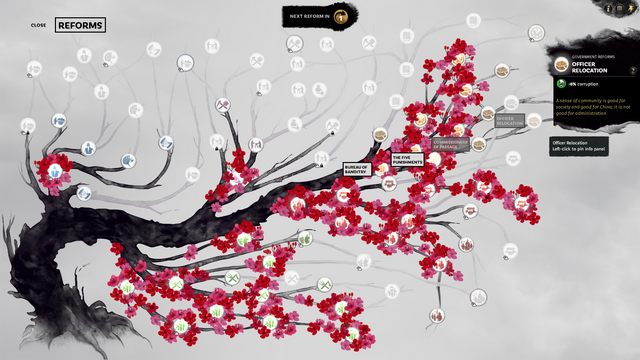 CLOSE
REFORMS
NEXT REFORM IN
GOVERNMENT REFORMS
OFFICER
RELOCATION
-6% corruption
A sense of community is good for
society and good for China; it is not
good for administration.
Officer Relocation
Left-click to pin info panel
OFFICER
RELOCATION
COMMANDERIES
OF PASSAGE
THE FIVE
PUNISHMENTS
BUREAU OF
BANDITRY